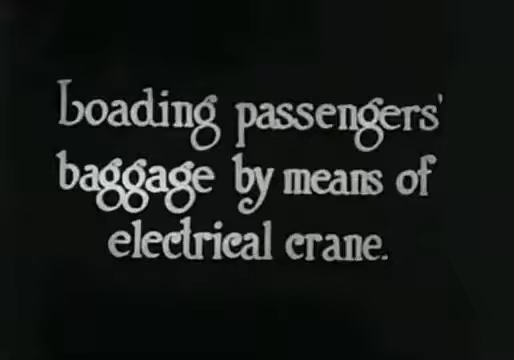 Loading passengers'
baggage by means of
electrical crane.